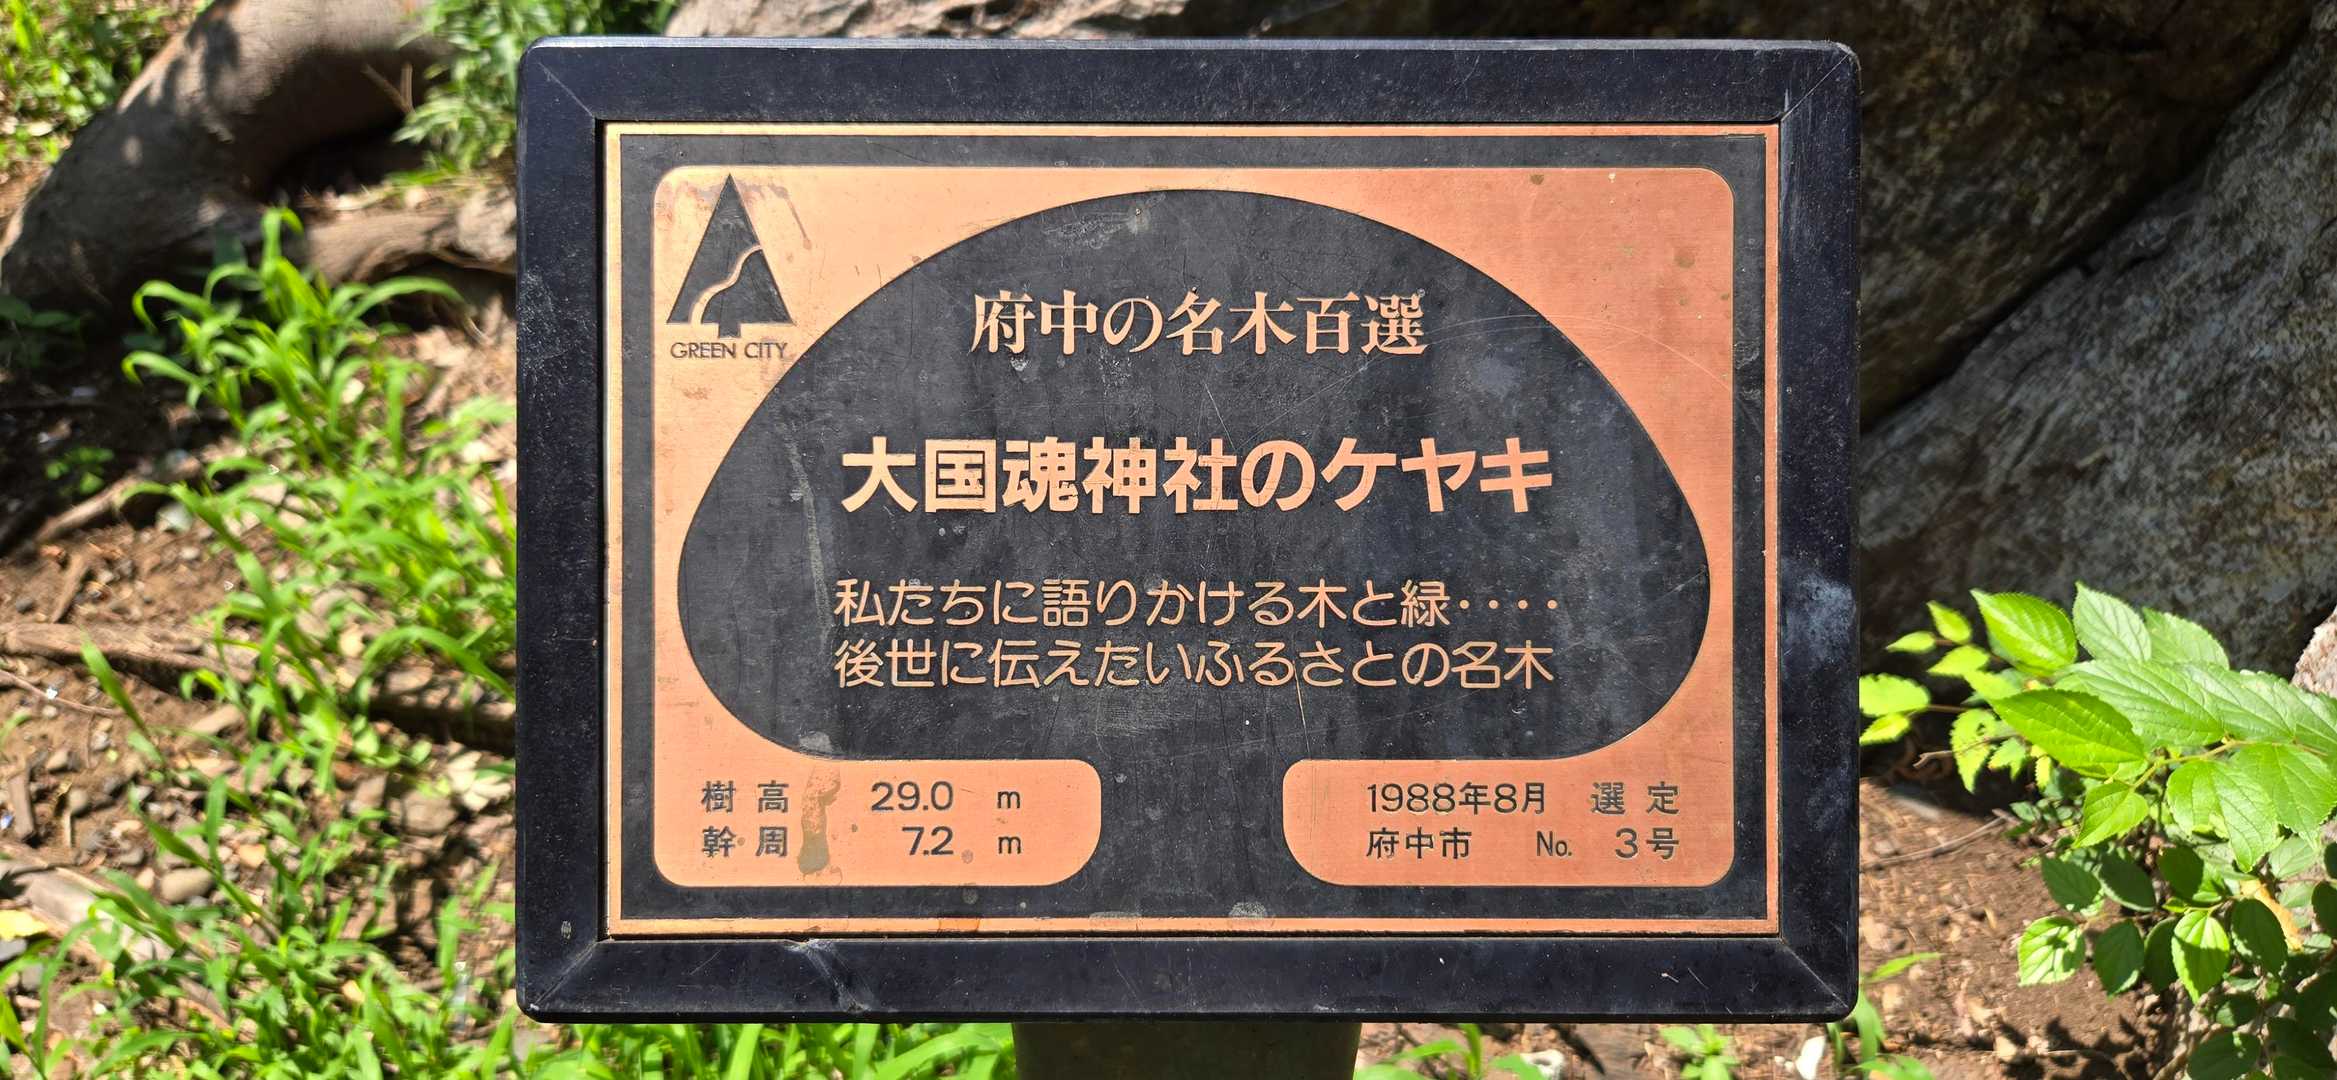 GREEN CITY
府中の名木百選
大国魂神社のケヤキ
私たちに語りかける木と緑‥‥
後世に伝えたいふるさとの名木
樹高 29.0 m
幹周 7.2 m
1988年8月 選定
府中市 No. 3号